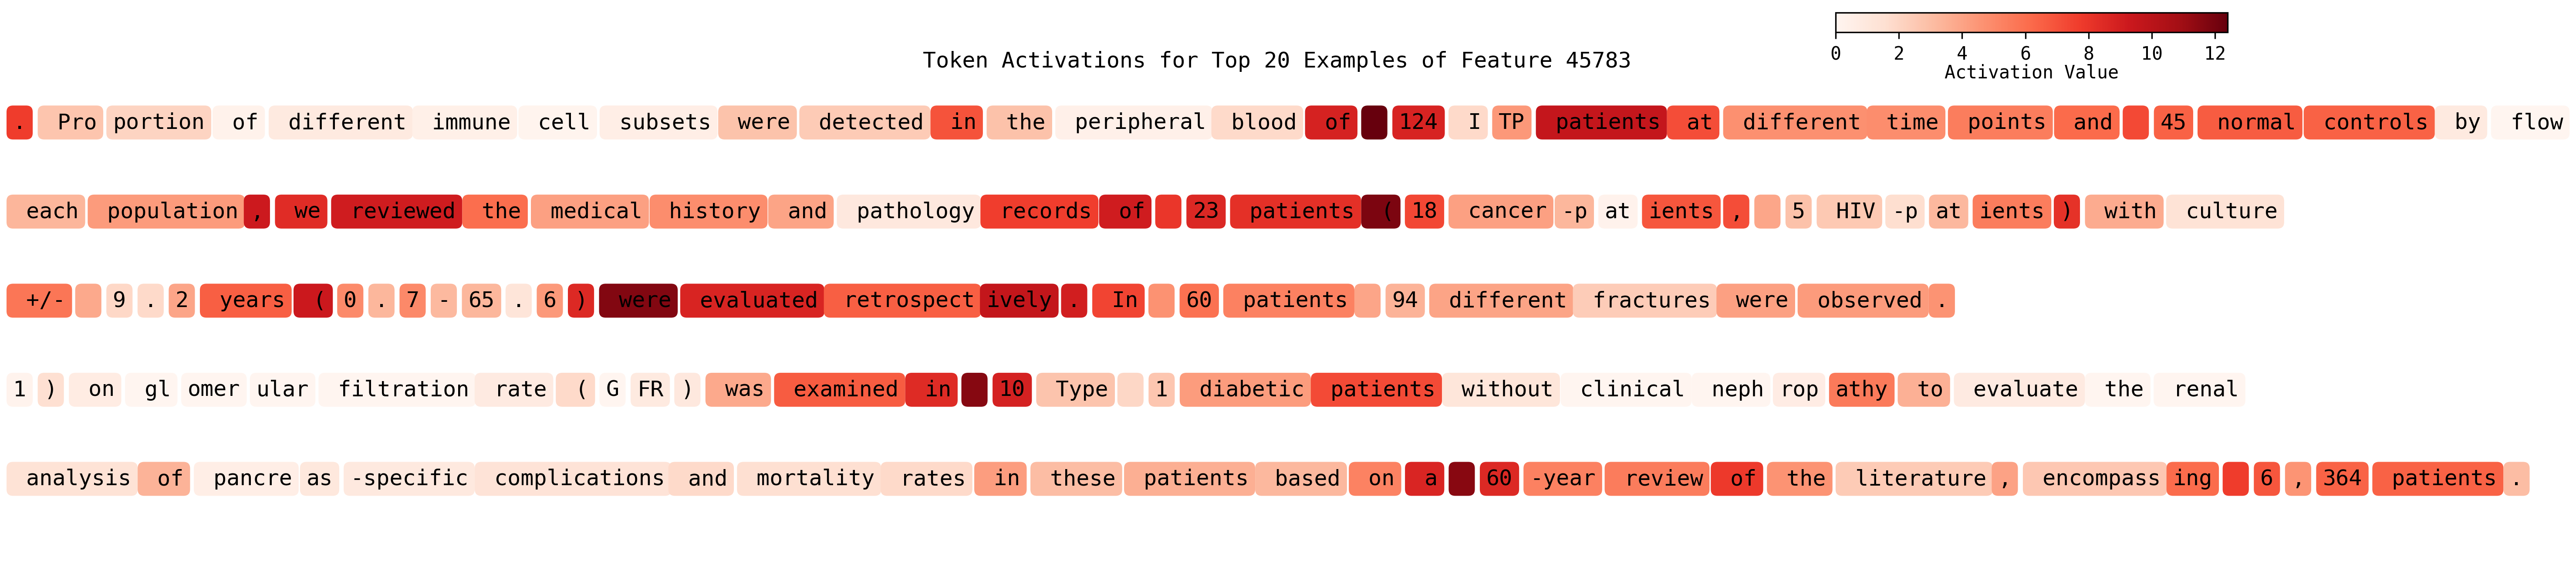 0 2 4 6 8 10 12
Activation Value
Token Activations for Top 20 Examples of Feature 45783
. Pro portion of different immune cell subsets were detected in the peripheral blood of 124 I TP patients at different time points and 45 normal controls by flow
each population , we reviewed the medical history and pathology records of 23 patients ( 18 cancer -p at ients , 5 HIV -p at ients ) with culture
+/- 9 . 2 years ( 0 . 7 - 65 . 6 ) were evaluated retrospect ively . In 60 patients 94 different fractures were observed .
1 ) on gl omer ular filtration rate ( G FR ) was examined in 10 Type 1 diabetic patients without clinical neph rop athy to evaluate the renal
analysis of pancre as -specific complications and mortality rates in these patients based on a 60 -year review of the literature , encompass ing 6 , 364 patients .